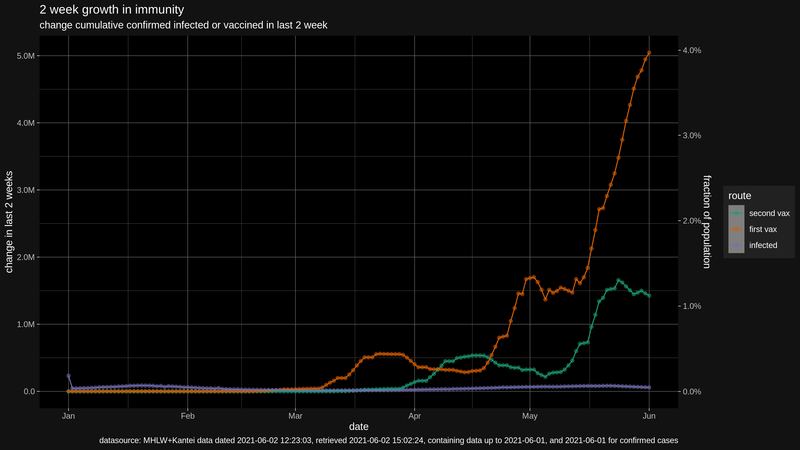 2 week growth in immunity
change cumulative confirmed infected or vaccined in last 2 week
5.0M
4.0M
3.0M
2.0M
1.0M
0.0
change in last 2 weeks
4.0%
3.0%
2.0%
1.0%
0.0%
fraction of population
Jan
Feb
Mar
Apr
May
Jun
date
route
second vax
first vax
infected
datasource: MHLW+Kantei data dated 2021-06-02 12:23:03, retrieved 2021-06-02 15:02:24, containing data up to 2021-06-01, and 2021-06-01 for confirmed cases